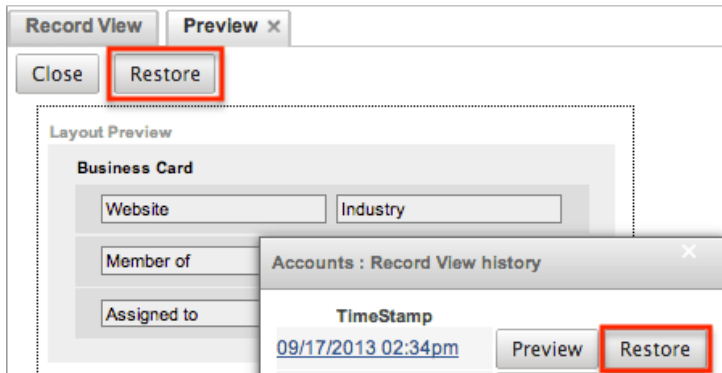 Record View Preview ×
Close Restore
Layout Preview
Business Card
Website Industry
Member of
Assigned to
Accounts : Record View history
TimeStamp
09/17/2013 02:34pm Preview Restore